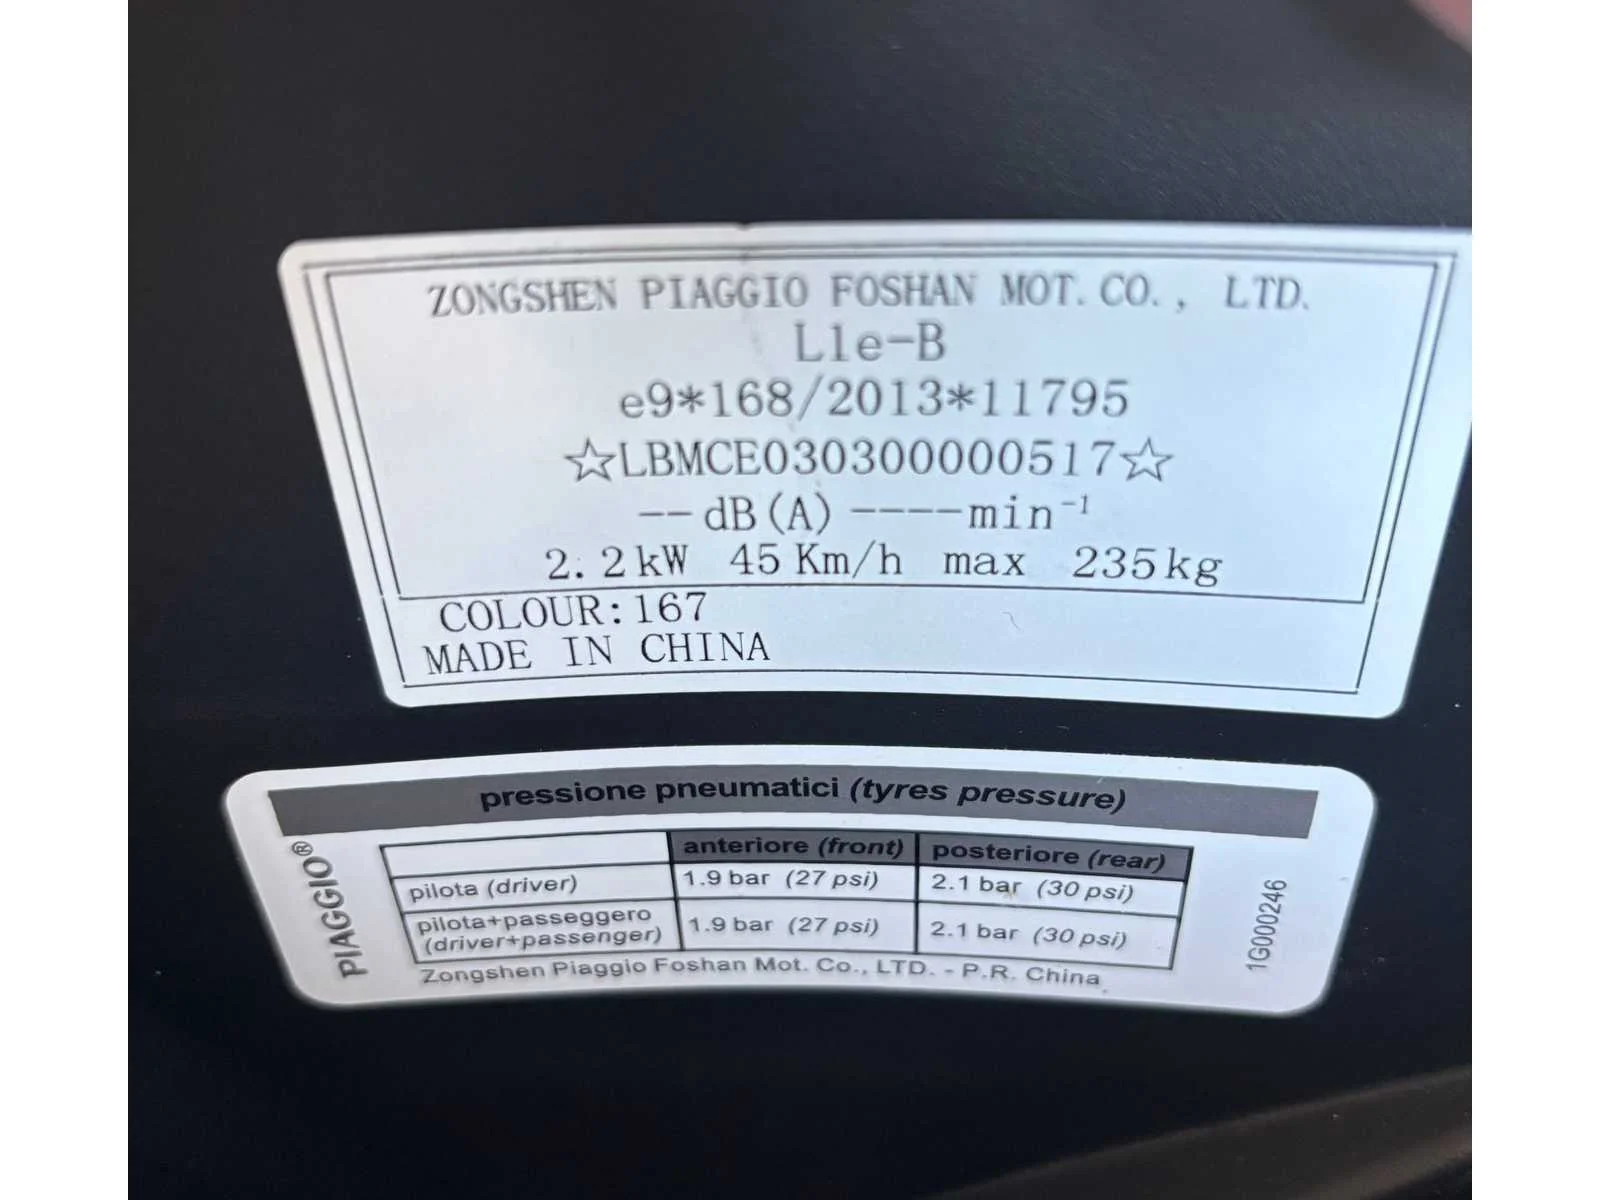 ZONGSHEN PIAGGIO FOSHAN MOT. CO., LTD.
L1e-B
e9*168/2013*11795
☆LBMCE030300000517☆
--dB(A) ----min⁻¹
2.2kW 45Km/h max 235kg
COLOUR:167
MADE IN CHINA
pressione pneumatici (tyres pressure)
anteriore (front) posteriore (rear)
pilota (driver) 1.9 bar (27 psi) 2.1 bar (30 psi)
pilota+passeggero
(driver+passenger) 1.9 bar (27 psi) 2.1 bar (30 psi)
Zongshen Piaggio Foshan Mot. Co., LTD. - P.R. China
PIAGGIO®
1G000246